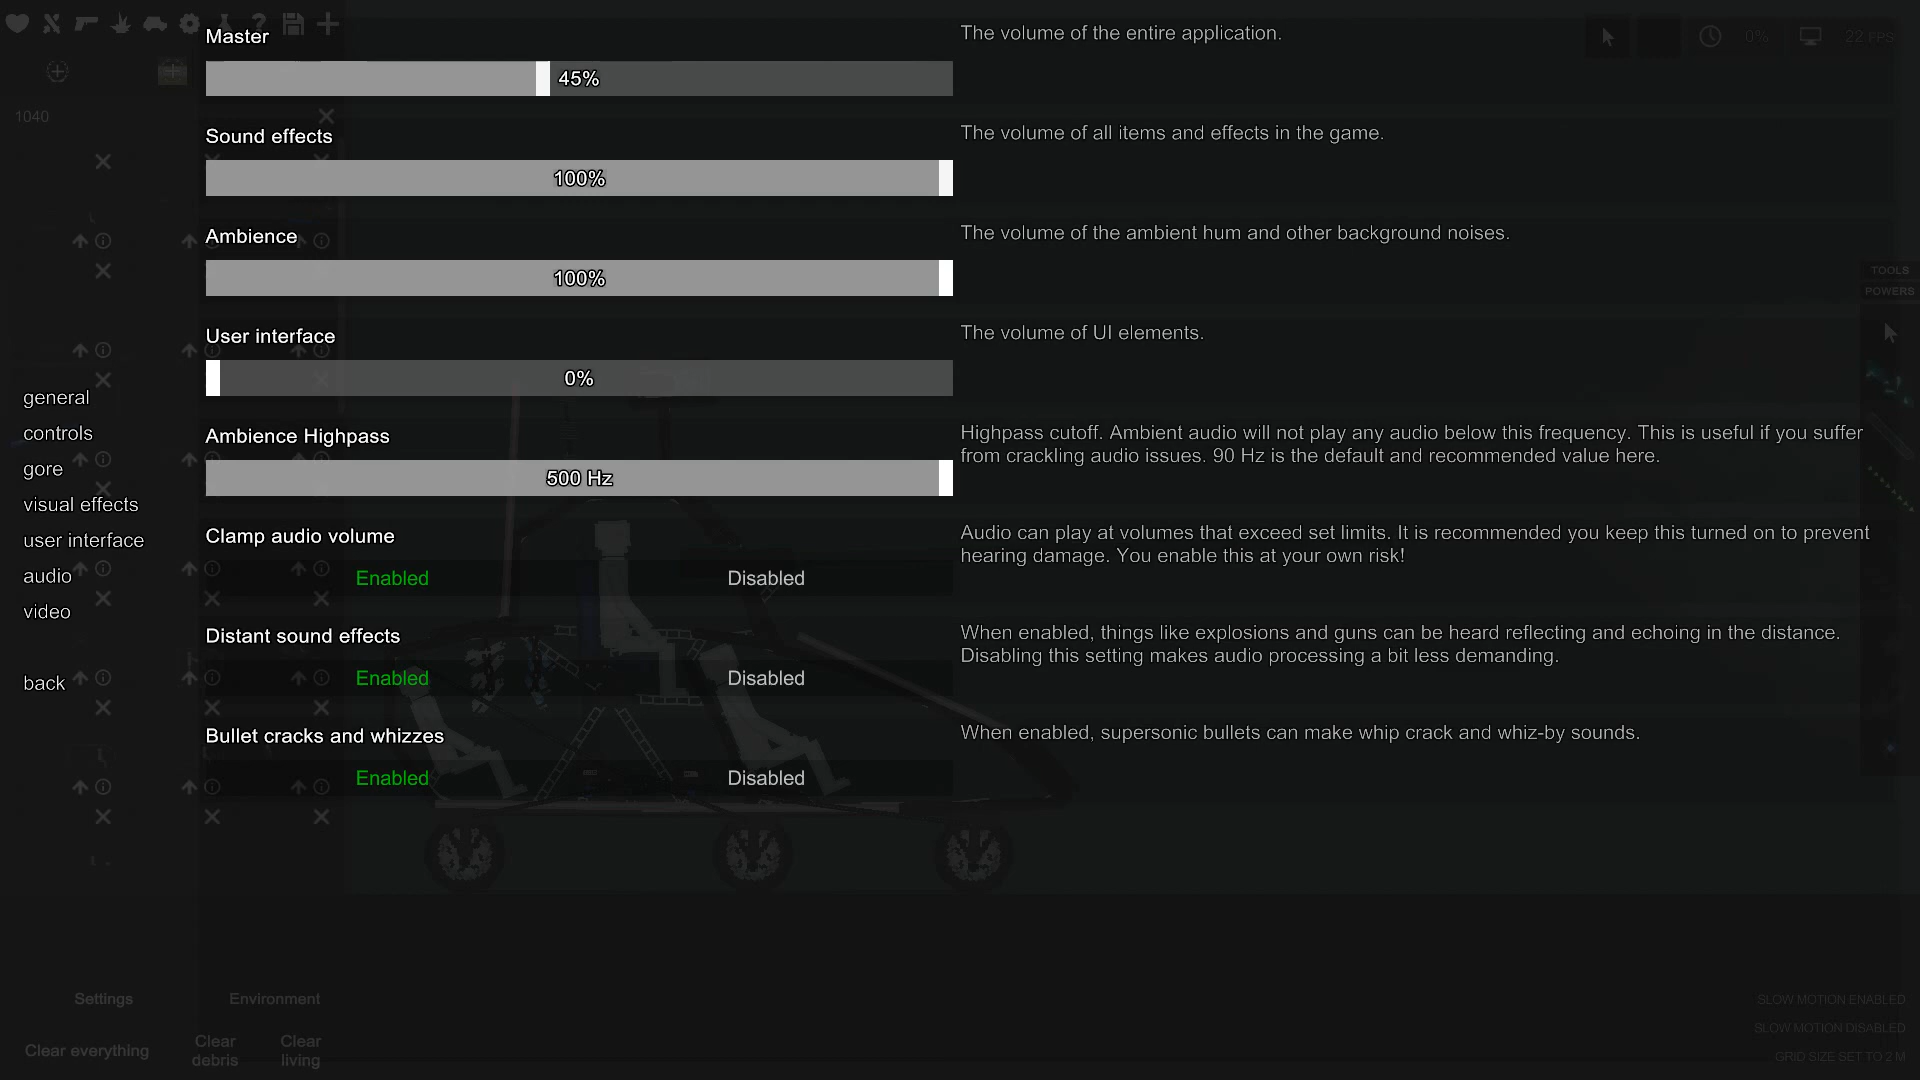 Master
The volume of the entire application.
0%
22 FPS
45%
1040
Sound effects
The volume of all items and effects in the game.
100%
Ambience
The volume of the ambient hum and other background noises.
100%
TOOLS
POWERS
User interface
The volume of UI elements.
0%
general
controls
gore
visual effects
user interface
audio
video
back
Ambience Highpass
Highpass cutoff. Ambient audio will not play any audio below this frequency. This is useful if you suffer
from crackling audio issues. 90 Hz is the default and recommended value here.
500 Hz
Clamp audio volume
Audio can play at volumes that exceed set limits. It is recommended you keep this turned on to prevent
hearing damage. You enable this at your own risk!
Enabled Disabled
Distant sound effects
When enabled, things like explosions and guns can be heard reflecting and echoing in the distance.
Disabling this setting makes audio processing a bit less demanding.
Enabled Disabled
Bullet cracks and whizzes
When enabled, supersonic bullets can make whip crack and whiz-by sounds.
Enabled Disabled
Settings Environment
Clear everything
Clear
debris
Clear
living
SLOW MOTION ENABLED
SLOW MOTION DISABLED
GRID SIZE SET TO 2 M